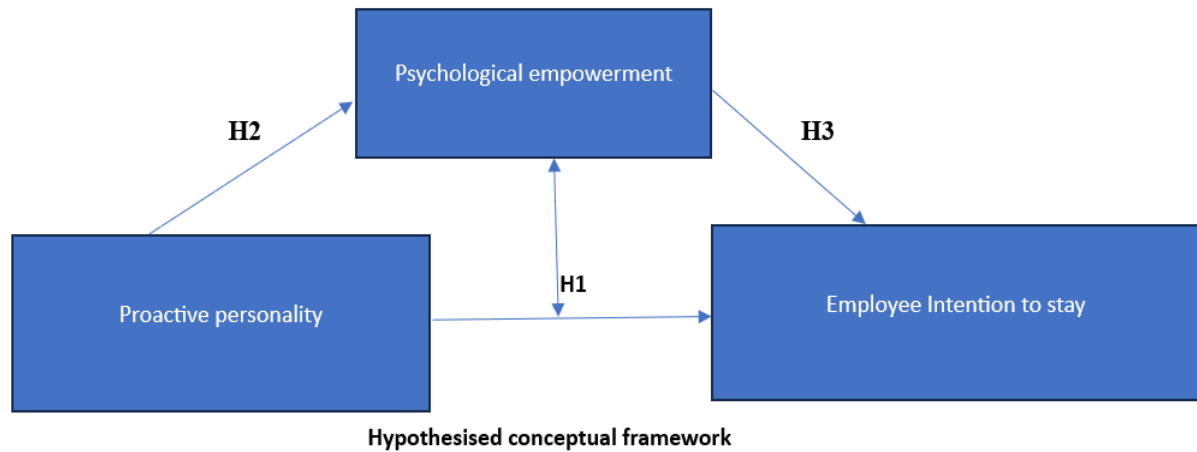 Psychological empowerment
H2
H3
H1
Proactive personality
Employee Intention to stay
Hypothesised conceptual framework